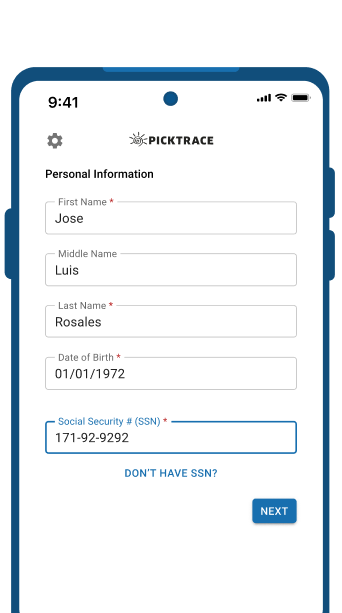 9:41
PICKTRACE
Personal Information
First Name *
Jose
Middle Name
Luis
Last Name *
Rosales
Date of Birth *
01/01/1972
Social Security # (SSN) *
171-92-9292
DON'T HAVE SSN?
NEXT